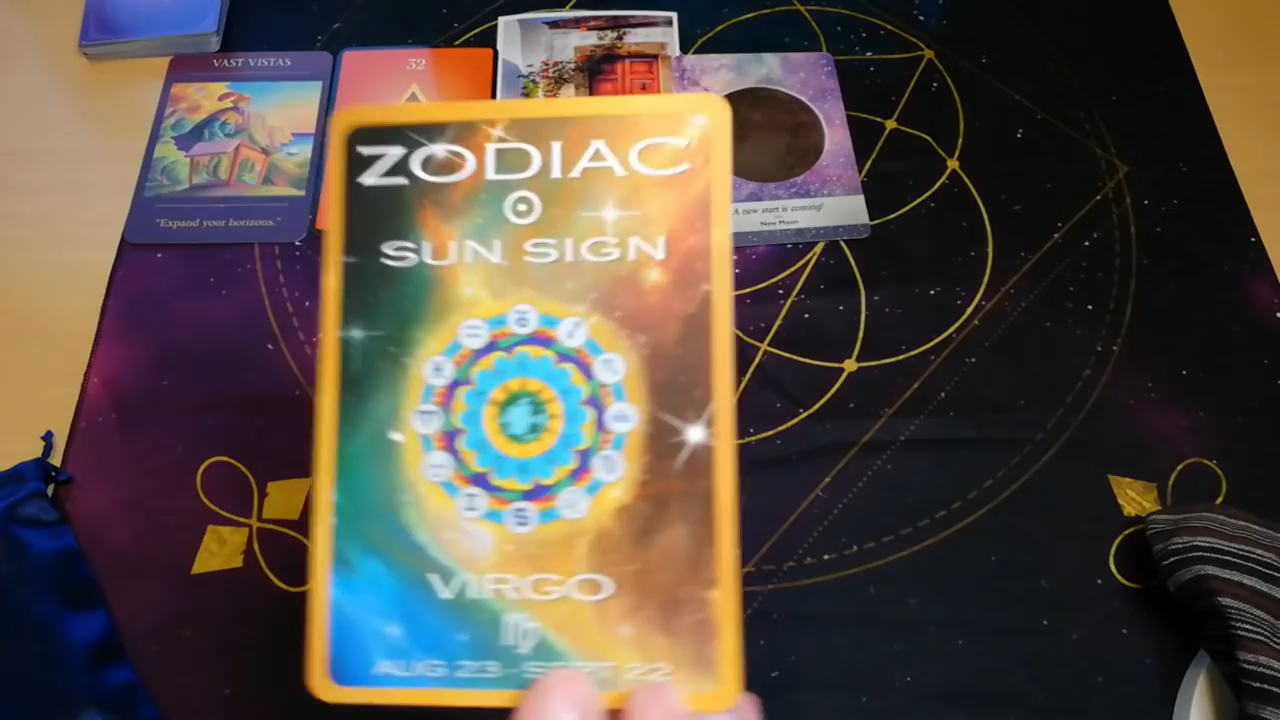 VAST VISTAS
"Expand your horizons."
32
ZODIAC
SUN SIGN
VIRGO
AUG 23 - SEPT 22
A new start is coming!
New Moon